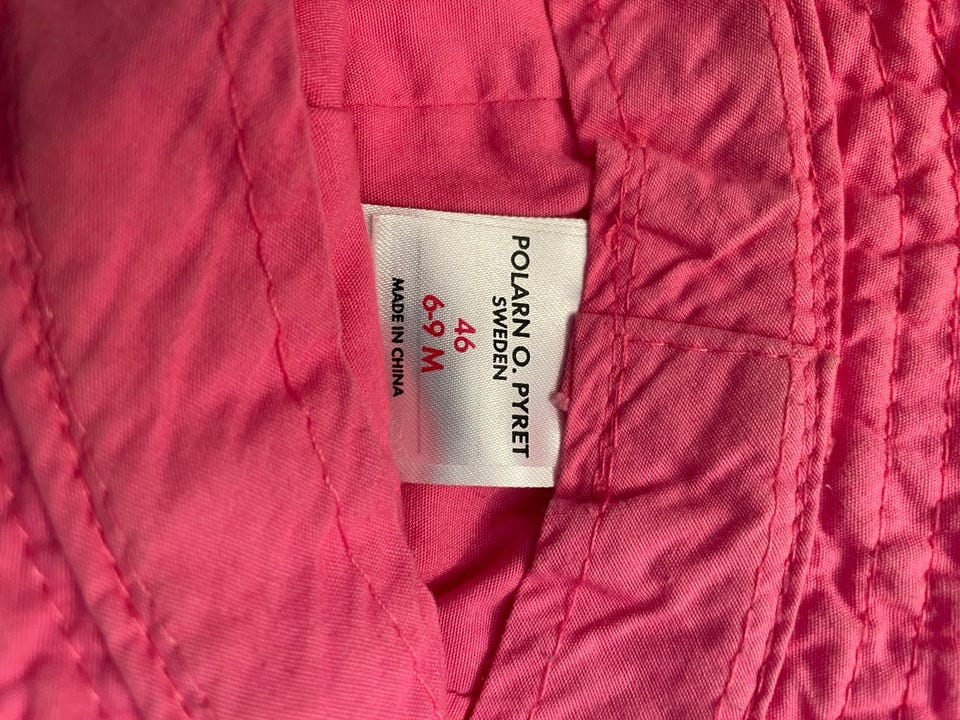 POLARN O. PYRET
SWEDEN
46
6-9 M
MADE IN CHINA